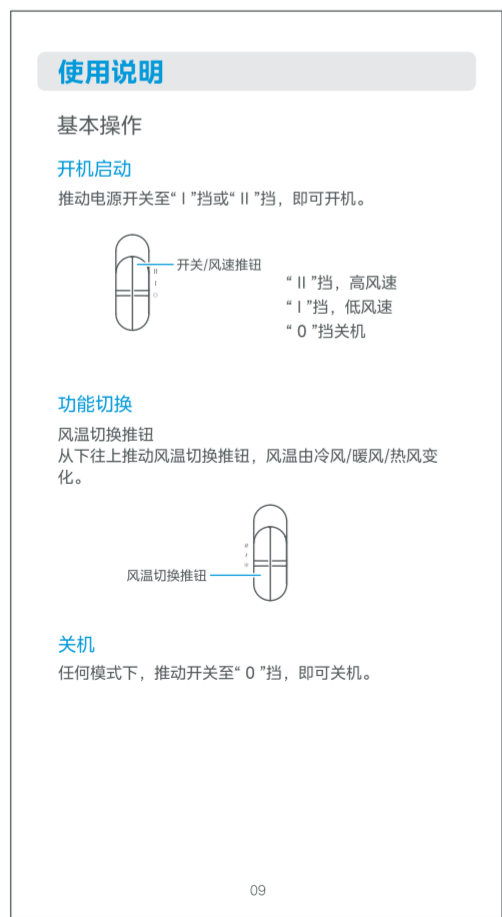 使用说明
基本操作
开机启动
推动电源开关至“ I ”挡或“ II ”挡，即可开机。
开关/风速推钮
II
I
○
“ II ”挡，高风速
“ I ”挡，低风速
“ 0 ”挡关机
功能切换
风温切换推钮
从下往上推动风温切换推钮，风温由冷风/暖风/热风变
化。
风温切换推钮
关机
任何模式下，推动开关至“ 0 ”挡，即可关机。
09